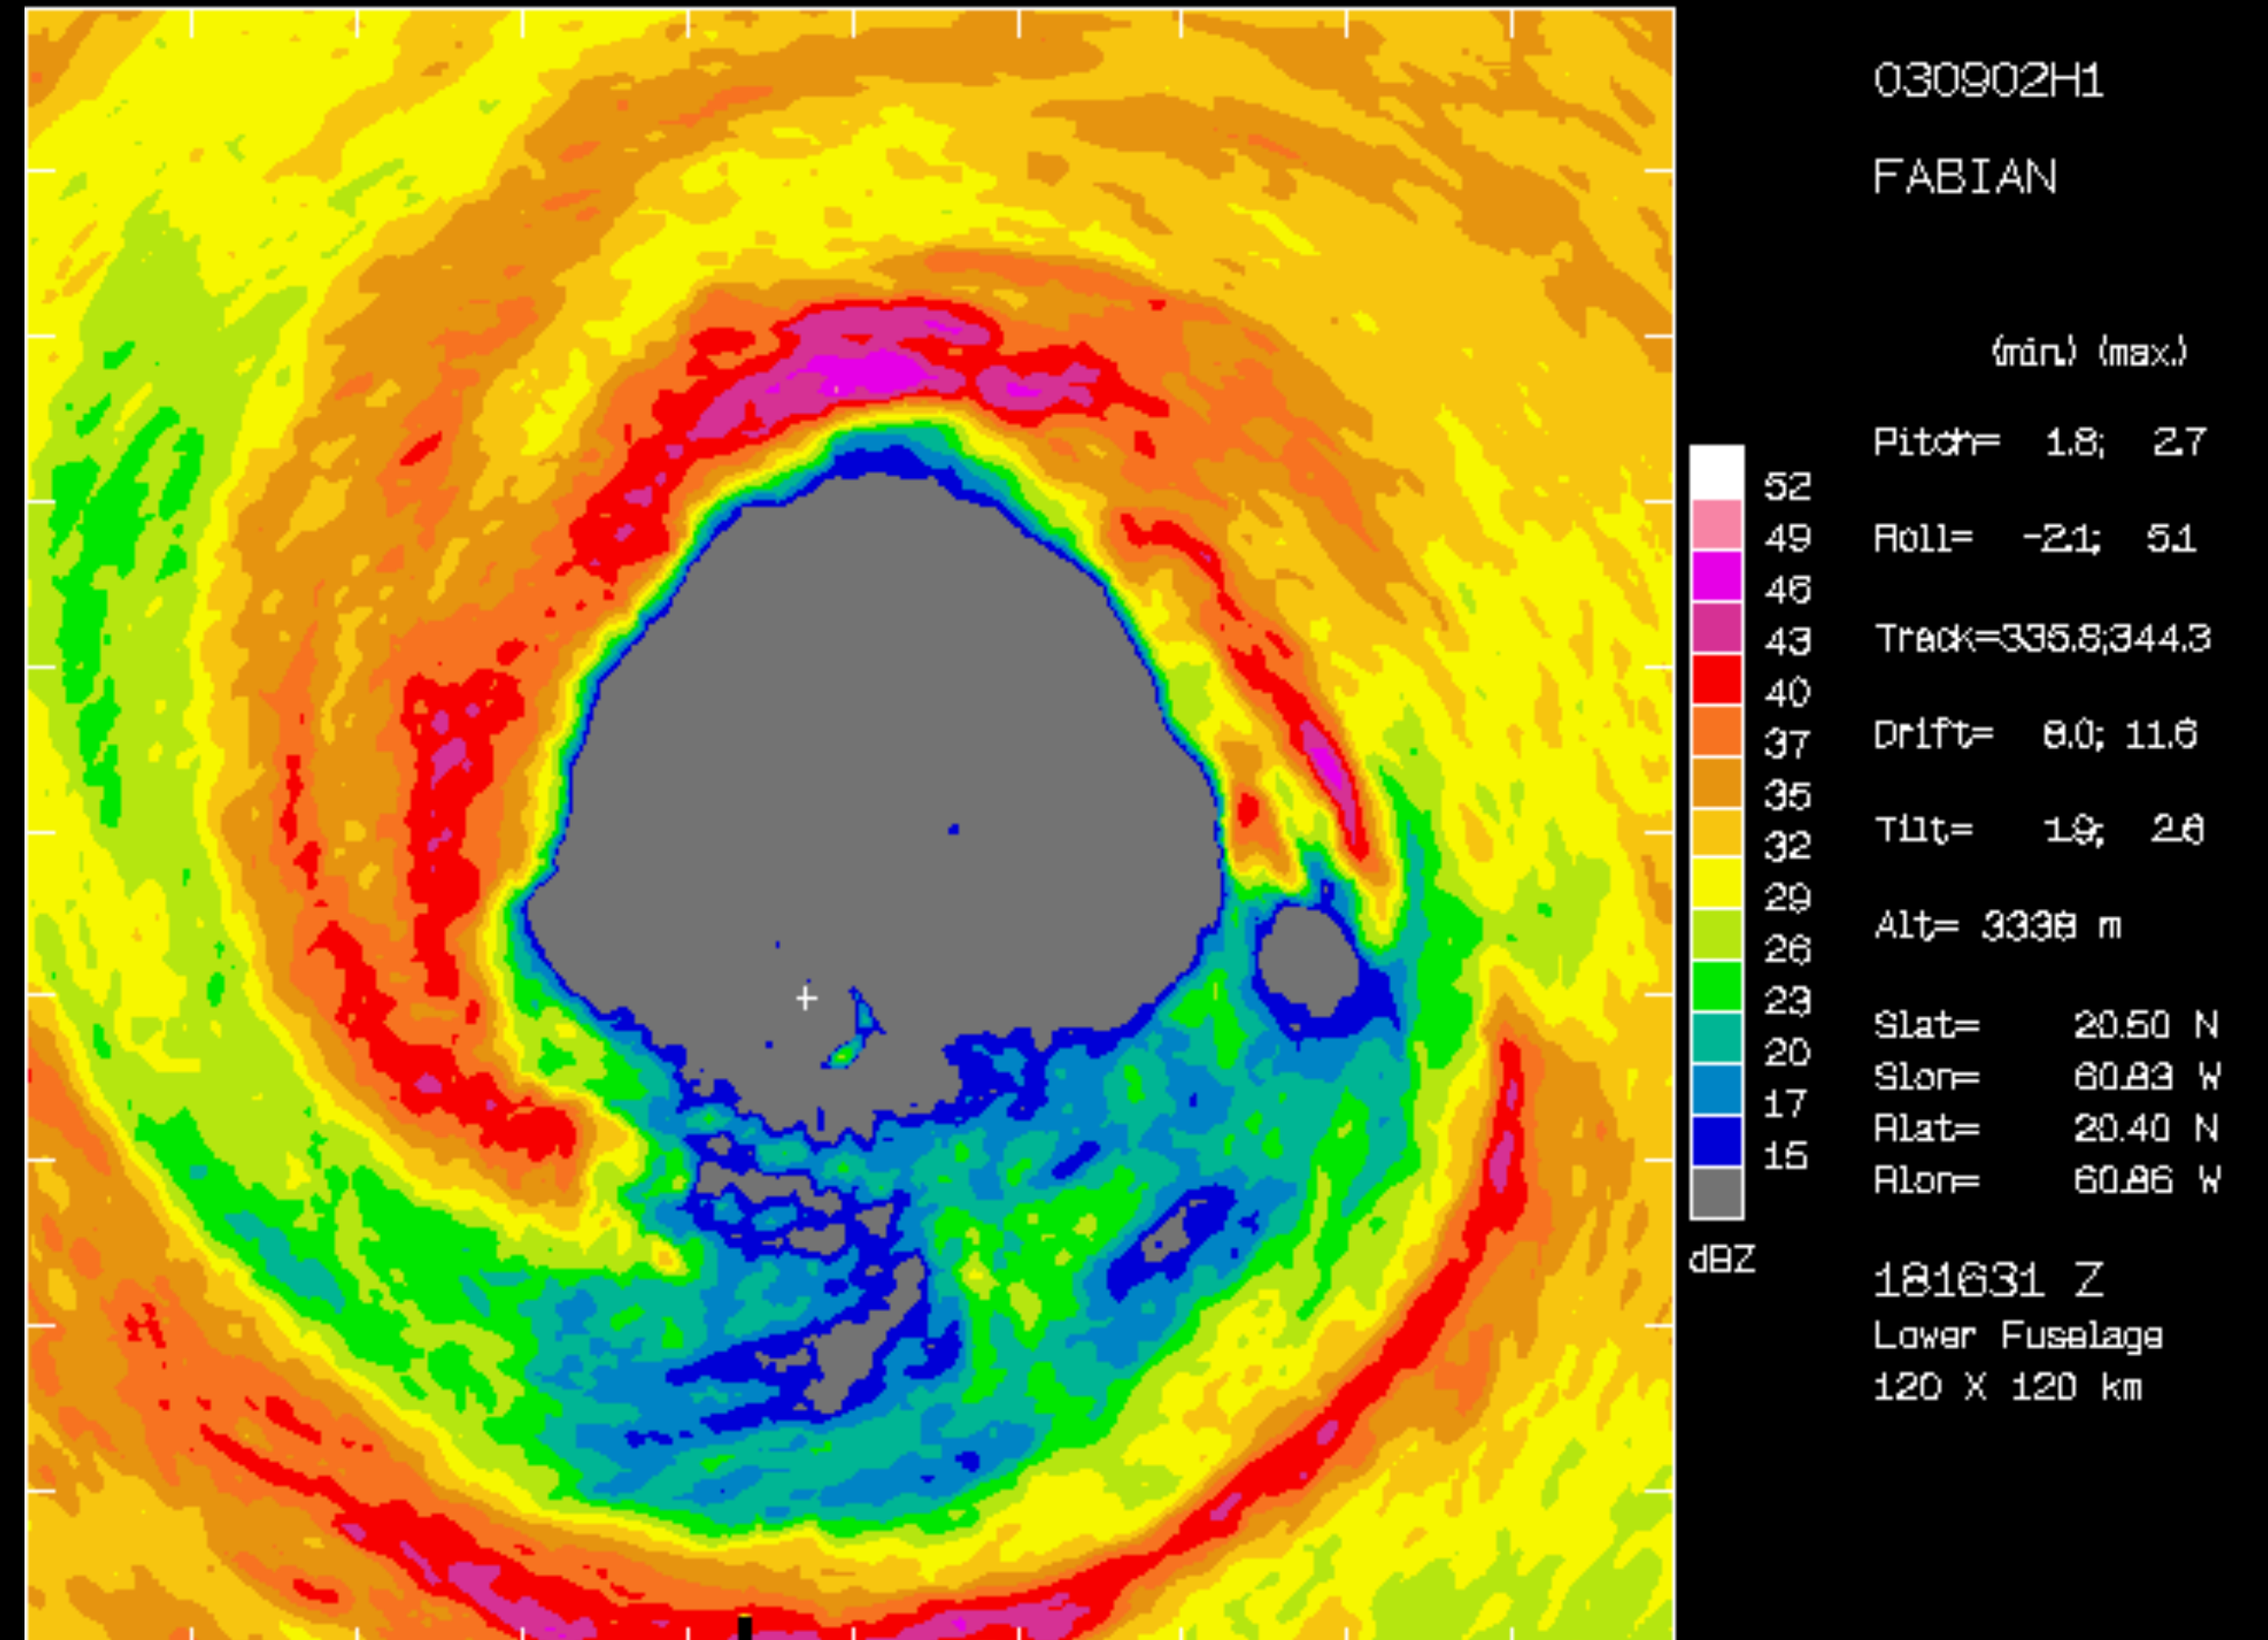 030902H1
FABIAN
(min.) (max.)
Pitch= 1.8; 2.7
Roll= -2.1; 5.1
Track=335.8;344.3
Drift= 8.0; 11.6
Tilt= 1.9; 2.6
Alt= 3338 m
Slat= 20.50 N
Slon= 60.83 W
Rlat= 20.40 N
Rlon= 60.86 W
181631 Z
Lower Fuselage
120 X 120 km
52
49
46
43
40
37
35
32
29
26
23
20
17
15
dBZ